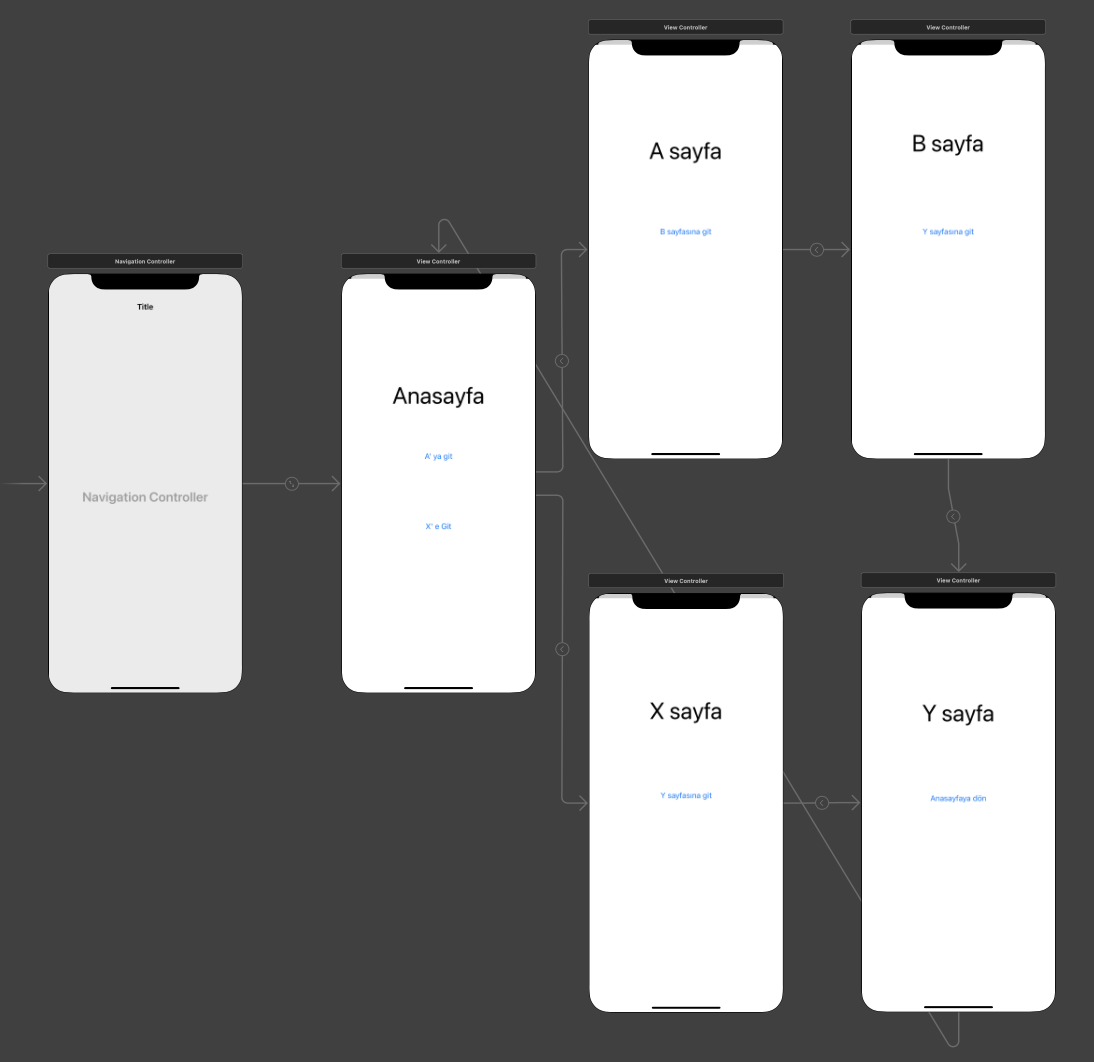 View Controller
A sayfa
B sayfasına git
View Controller
B sayfa
Y sayfasına git
Navigation Controller
Title
Navigation Controller
View Controller
Anasayfa
A' ya git
X' e Git
View Controller
X sayfa
Y sayfasına git
View Controller
Y sayfa
Anasayfaya dön